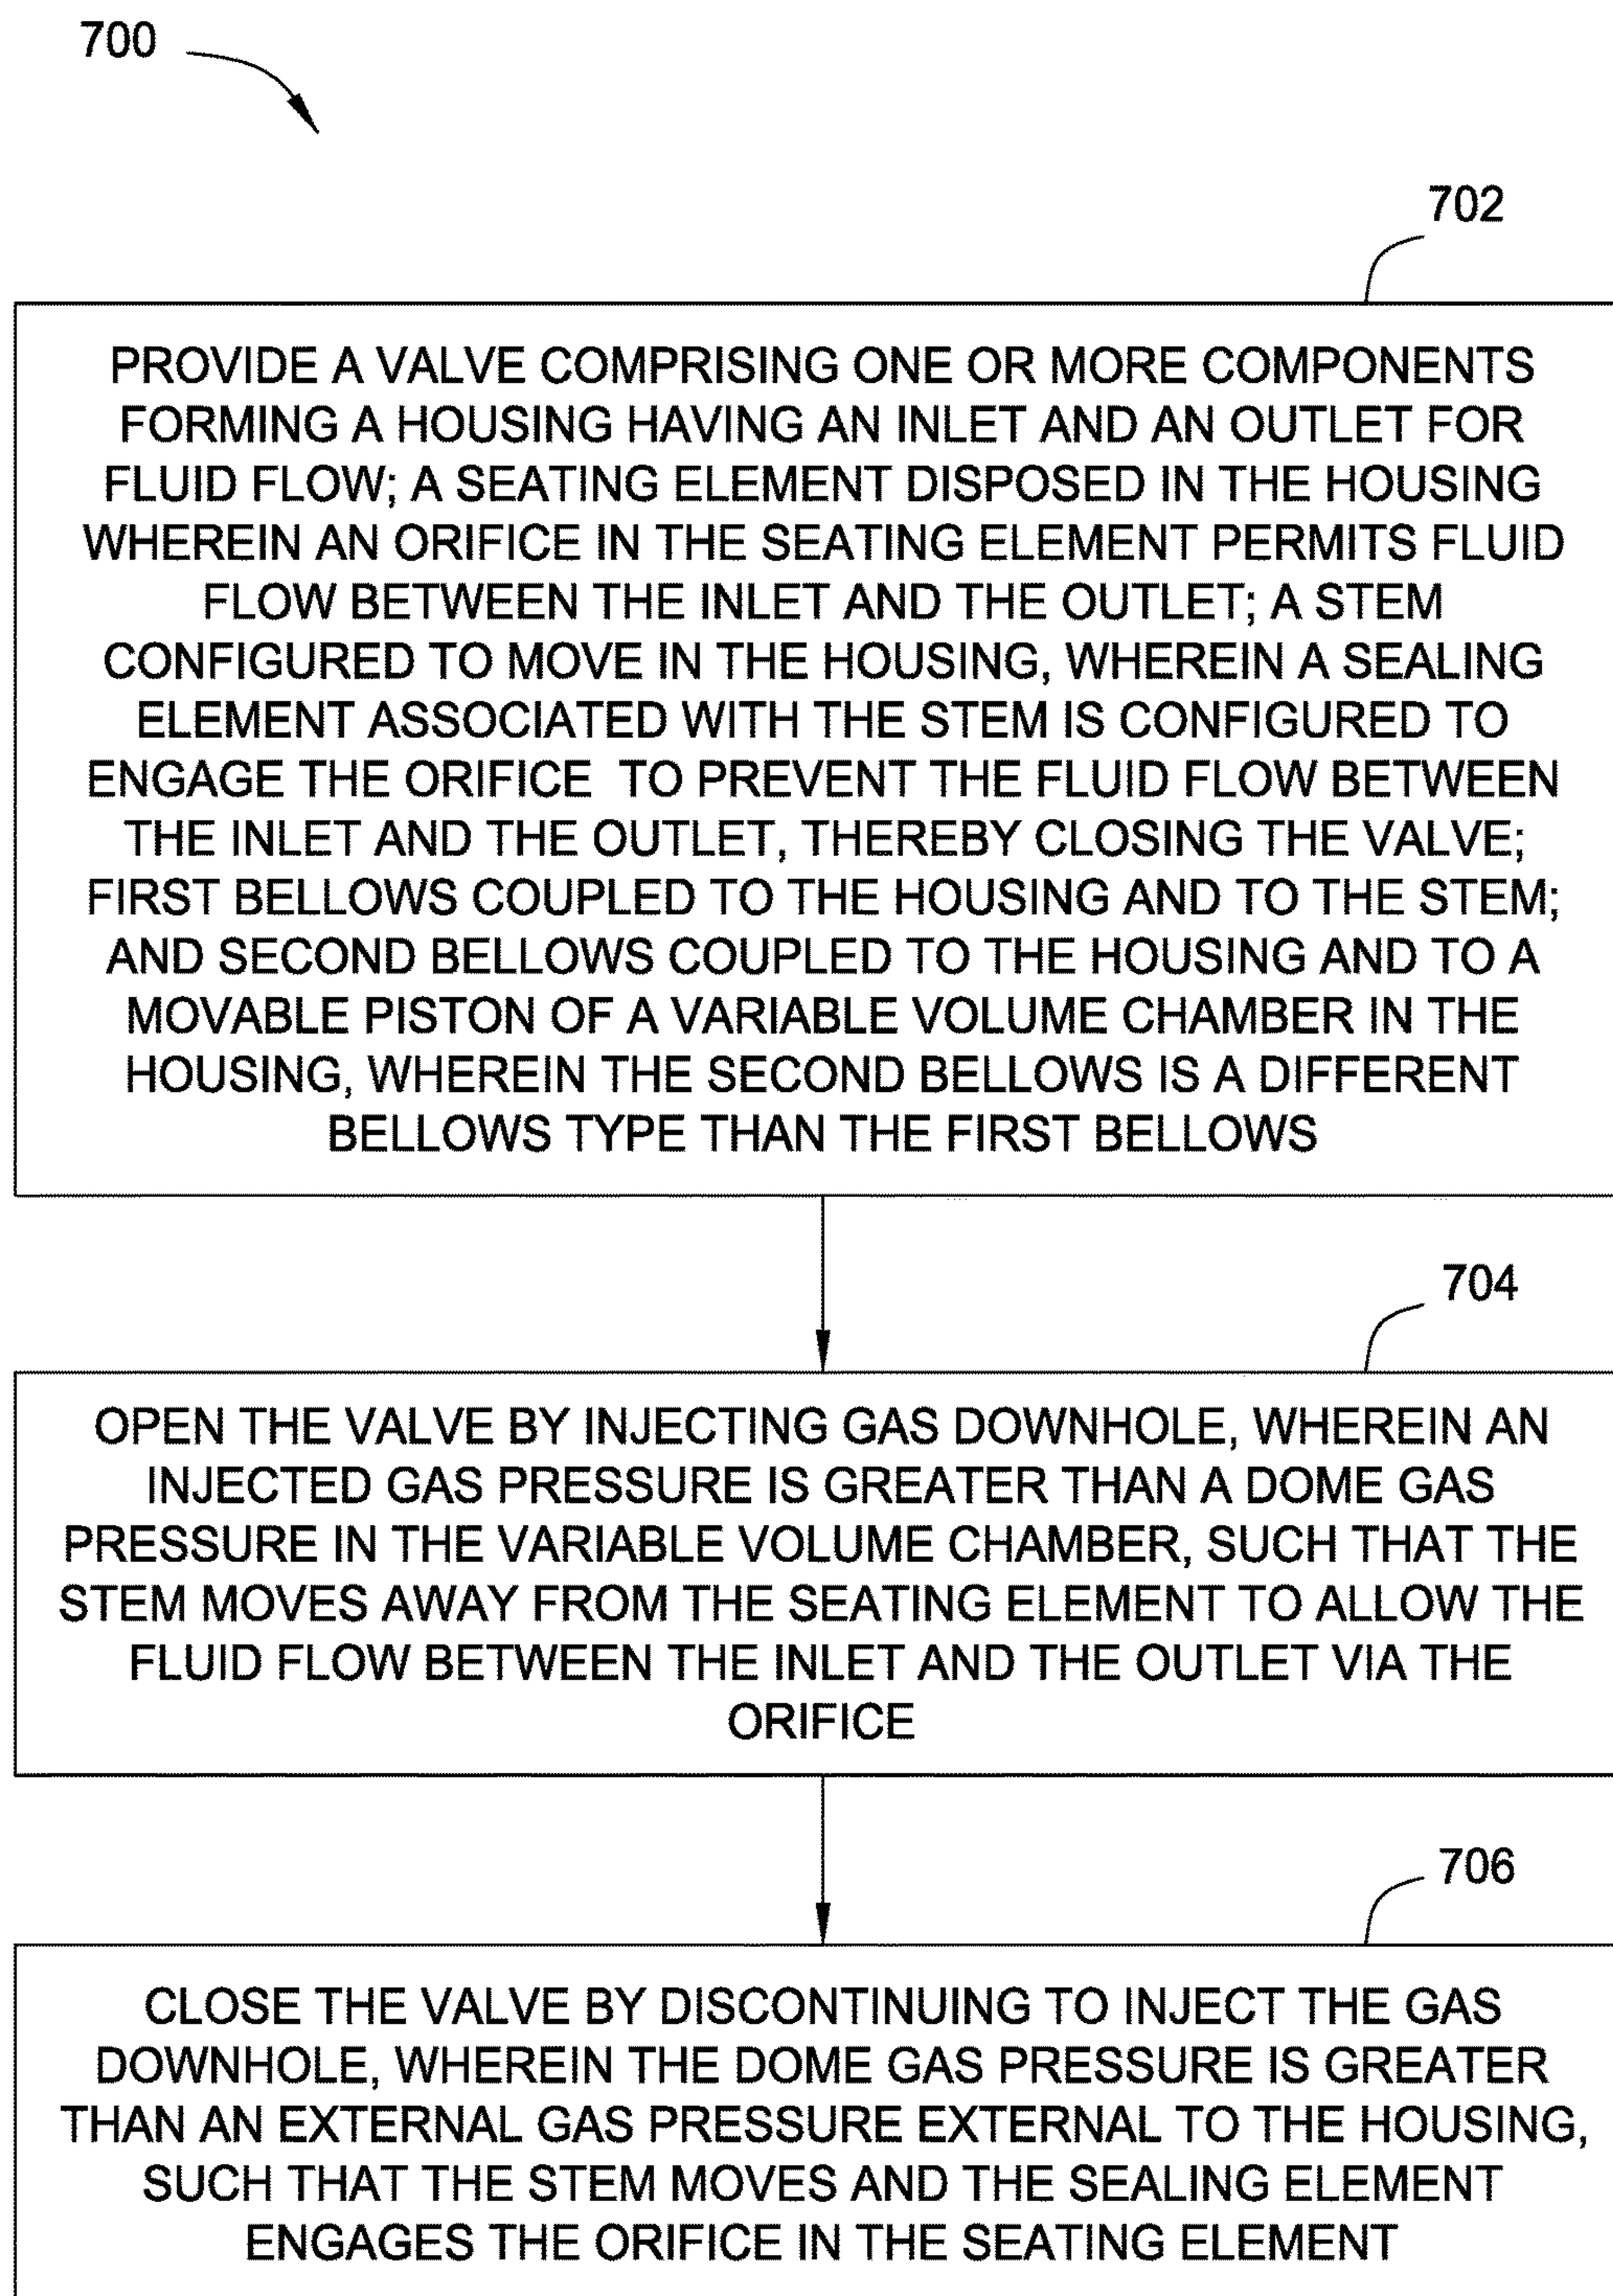 700
702
PROVIDE A VALVE COMPRISING ONE OR MORE COMPONENTS
FORMING A HOUSING HAVING AN INLET AND AN OUTLET FOR
FLUID FLOW; A SEATING ELEMENT DISPOSED IN THE HOUSING
WHEREIN AN ORIFICE IN THE SEATING ELEMENT PERMITS FLUID
FLOW BETWEEN THE INLET AND THE OUTLET; A STEM
CONFIGURED TO MOVE IN THE HOUSING, WHEREIN A SEALING
ELEMENT ASSOCIATED WITH THE STEM IS CONFIGURED TO
ENGAGE THE ORIFICE TO PREVENT THE FLUID FLOW BETWEEN
THE INLET AND THE OUTLET, THEREBY CLOSING THE VALVE;
FIRST BELLOWS COUPLED TO THE HOUSING AND TO THE STEM;
AND SECOND BELLOWS COUPLED TO THE HOUSING AND TO A
MOVABLE PISTON OF A VARIABLE VOLUME CHAMBER IN THE
HOUSING, WHEREIN THE SECOND BELLOWS IS A DIFFERENT
BELLOWS TYPE THAN THE FIRST BELLOWS
704
OPEN THE VALVE BY INJECTING GAS DOWNHOLE, WHEREIN AN
INJECTED GAS PRESSURE IS GREATER THAN A DOME GAS
PRESSURE IN THE VARIABLE VOLUME CHAMBER, SUCH THAT THE
STEM MOVES AWAY FROM THE SEATING ELEMENT TO ALLOW THE
FLUID FLOW BETWEEN THE INLET AND THE OUTLET VIA THE
ORIFICE
706
CLOSE THE VALVE BY DISCONTINUING TO INJECT THE GAS
DOWNHOLE, WHEREIN THE DOME GAS PRESSURE IS GREATER
THAN AN EXTERNAL GAS PRESSURE EXTERNAL TO THE HOUSING,
SUCH THAT THE STEM MOVES AND THE SEALING ELEMENT
ENGAGES THE ORIFICE IN THE SEATING ELEMENT